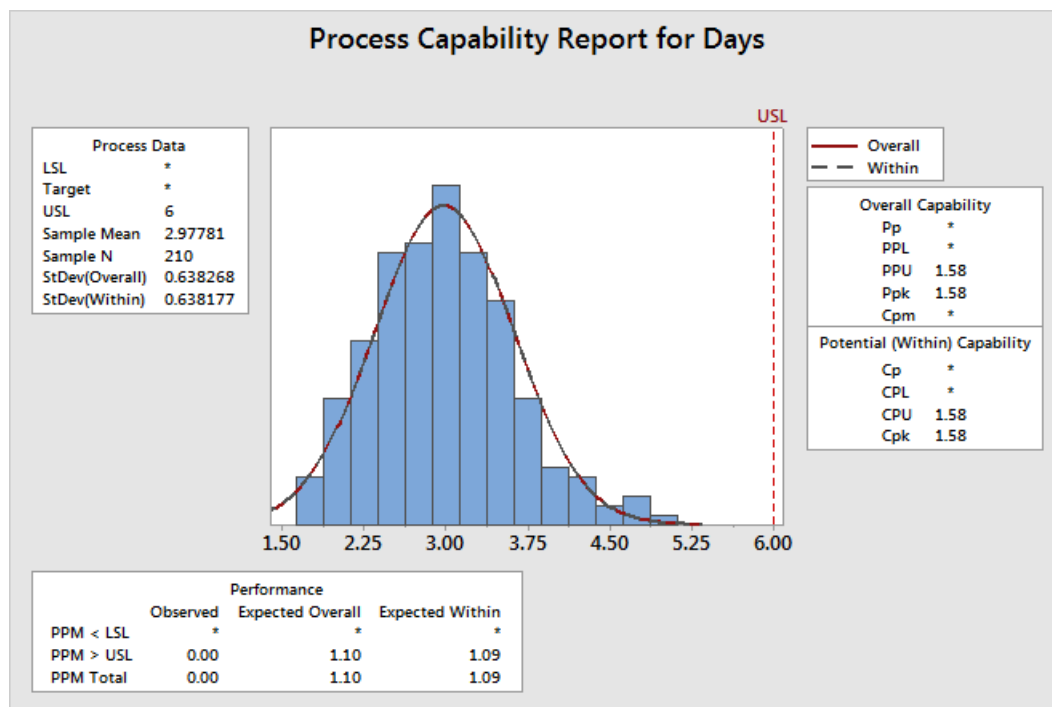 Process Capability Report for Days
USL
Process Data
LSL *
Target *
USL 6
Sample Mean 2.97781
Sample N 210
StDev(Overall) 0.638268
StDev(Within) 0.638177
Overall
Within
Overall Capability
Pp *
PPL *
PPU 1.58
Ppk 1.58
Cpm *
Potential (Within) Capability
Cp *
CPL *
CPU 1.58
Cpk 1.58
1.50 2.25 3.00 3.75 4.50 5.25 6.00
Performance
Observed Expected Overall Expected Within
PPM < LSL * * *
PPM > USL 0.00 1.10 1.09
PPM Total 0.00 1.10 1.09